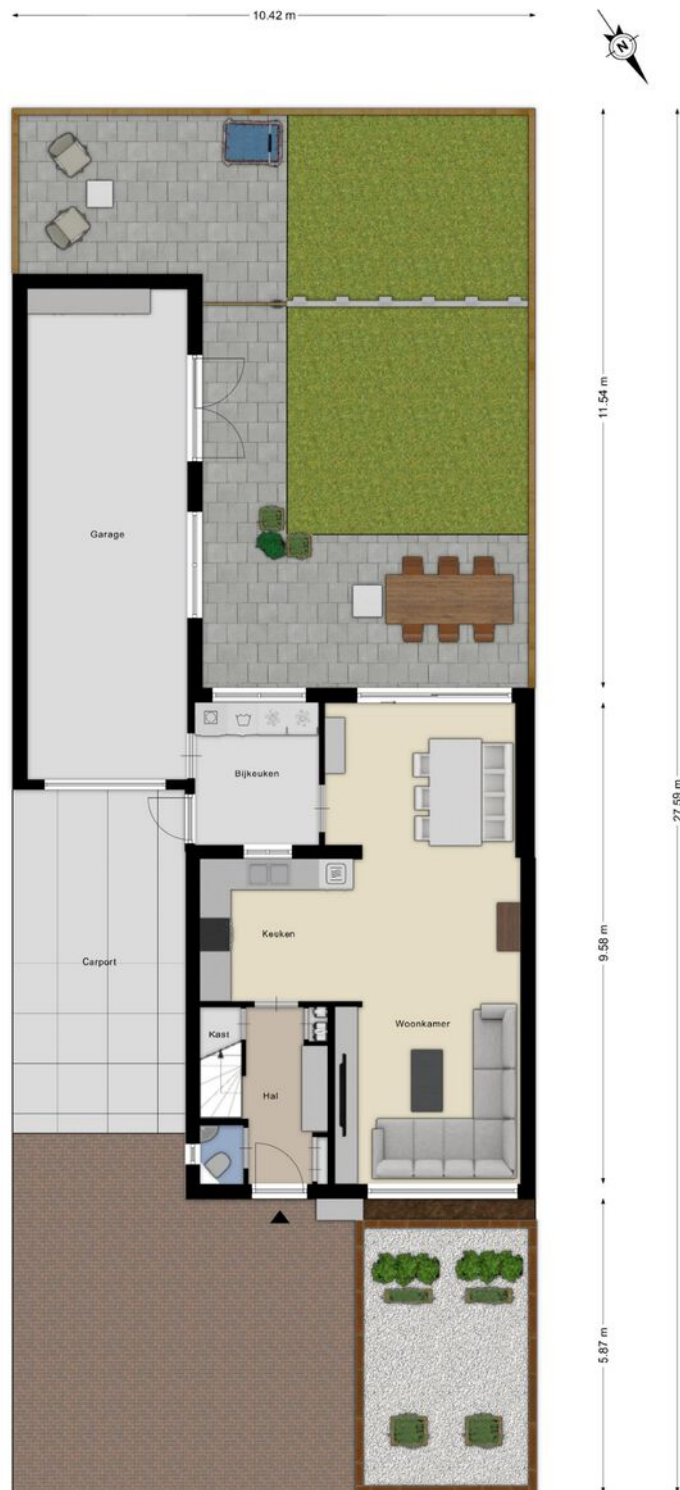 10.42 m
N
11.54 m
Garage
27.59 m
Bijkeuken
Keuken
9.58 m
Carport
Woonkamer
Kast
Hal
5.87 m